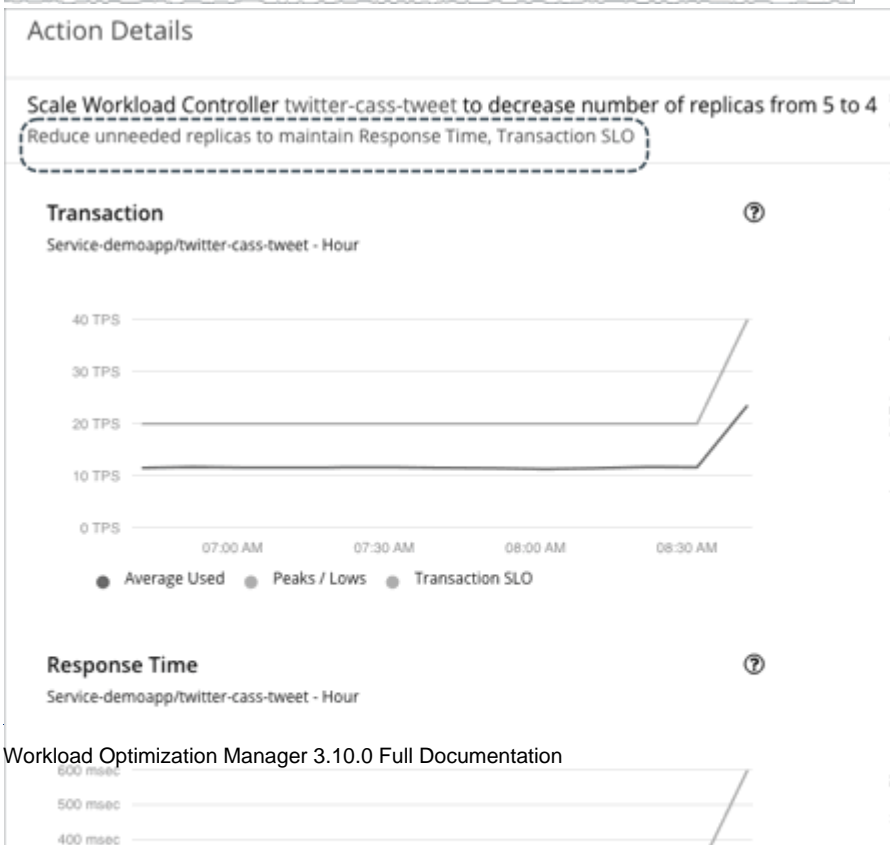 Action Details
Scale Workload Controller twitter-cass-tweet to decrease number of replicas from 5 to 4
Reduce unneeded replicas to maintain Response Time, Transaction SLO
Transaction
Service-demoapp/twitter-cass-tweet - Hour
40 TPS
30 TPS
20 TPS
10 TPS
0 TPS
07:00 AM 07:30 AM 08:00 AM 08:30 AM
Average Used Peaks / Lows Transaction SLO
Response Time
Service-demoapp/twitter-cass-tweet - Hour
Workload Optimization Manager 3.10.0 Full Documentation
600 msec
500 msec
400 msec